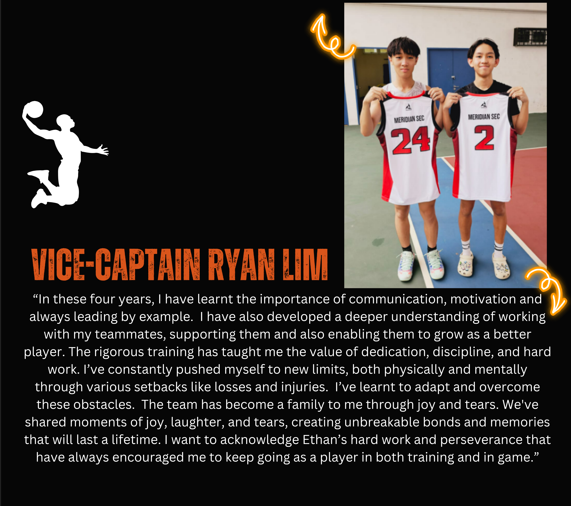 MERIDIAN SEC
24
MERIDIAN SEC
2
VICE-CAPTAIN RYAN LIM
“In these four years, I have learnt the importance of communication, motivation and
always leading by example.  I have also developed a deeper understanding of working
with my teammates, supporting them and also enabling them to grow as a better
player. The rigorous training has taught me the value of dedication, discipline, and hard
work. I’ve constantly pushed myself to new limits, both physically and mentally
through various setbacks like losses and injuries.  I’ve learnt to adapt and overcome
these obstacles.  The team has become a family to me through joy and tears. We've
shared moments of joy, laughter, and tears, creating unbreakable bonds and memories
that will last a lifetime. I want to acknowledge Ethan’s hard work and perseverance that
have always encouraged me to keep going as a player in both training and in game.”